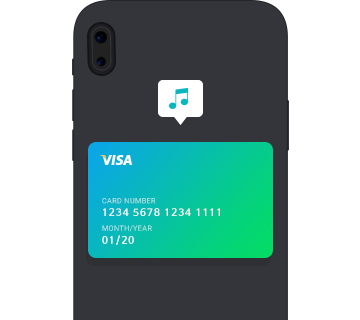 VISA
CARD NUMBER
1234 5678 1234 1111
MONTH/YEAR
01/20